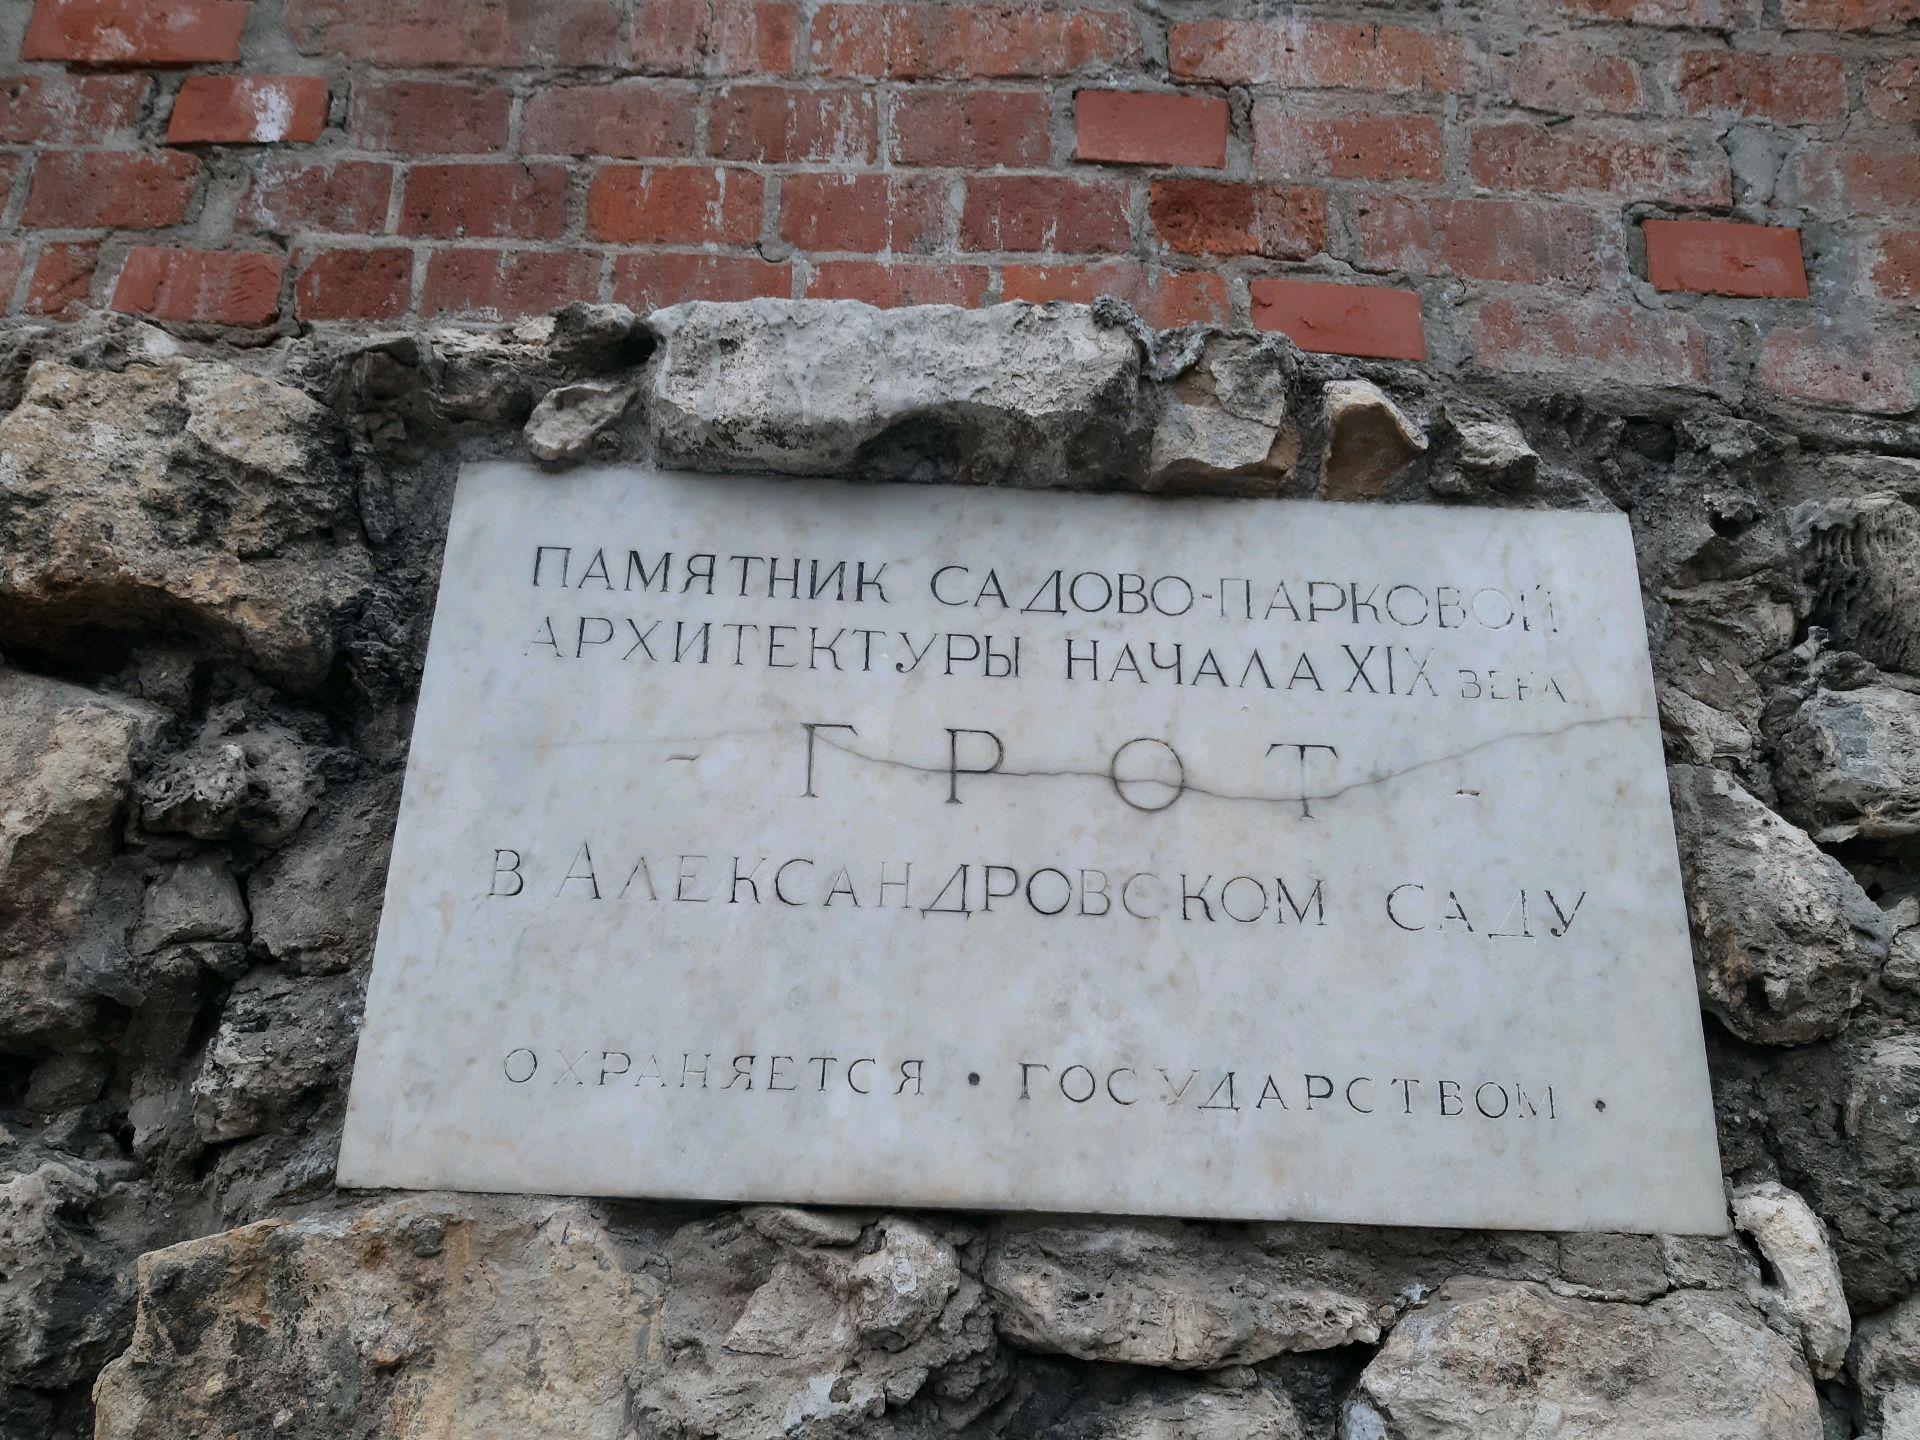 ПАМЯТНИК САДОВО-ПАРКОВОЙ
АРХИТЕКТУРЫ НАЧАЛА XIX ВЕКА
- ГРОТ -
В АЛЕКСАНДРОВСКОМ САДУ
ОХРАНЯЕТСЯ • ГОСУДАРСТВОМ •